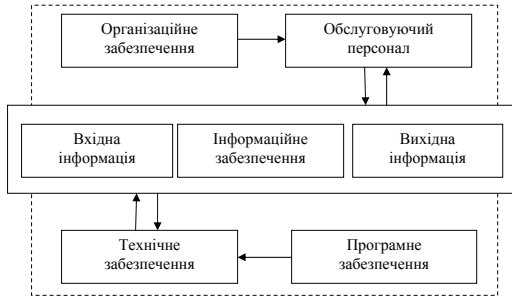 Організаційне
забезпечення
Обслуговуючий
персонал
Вхідна
інформація
Інформаційне
забезпечення
Вихідна
інформація
Технічне
забезпечення
Програмне
забезпечення